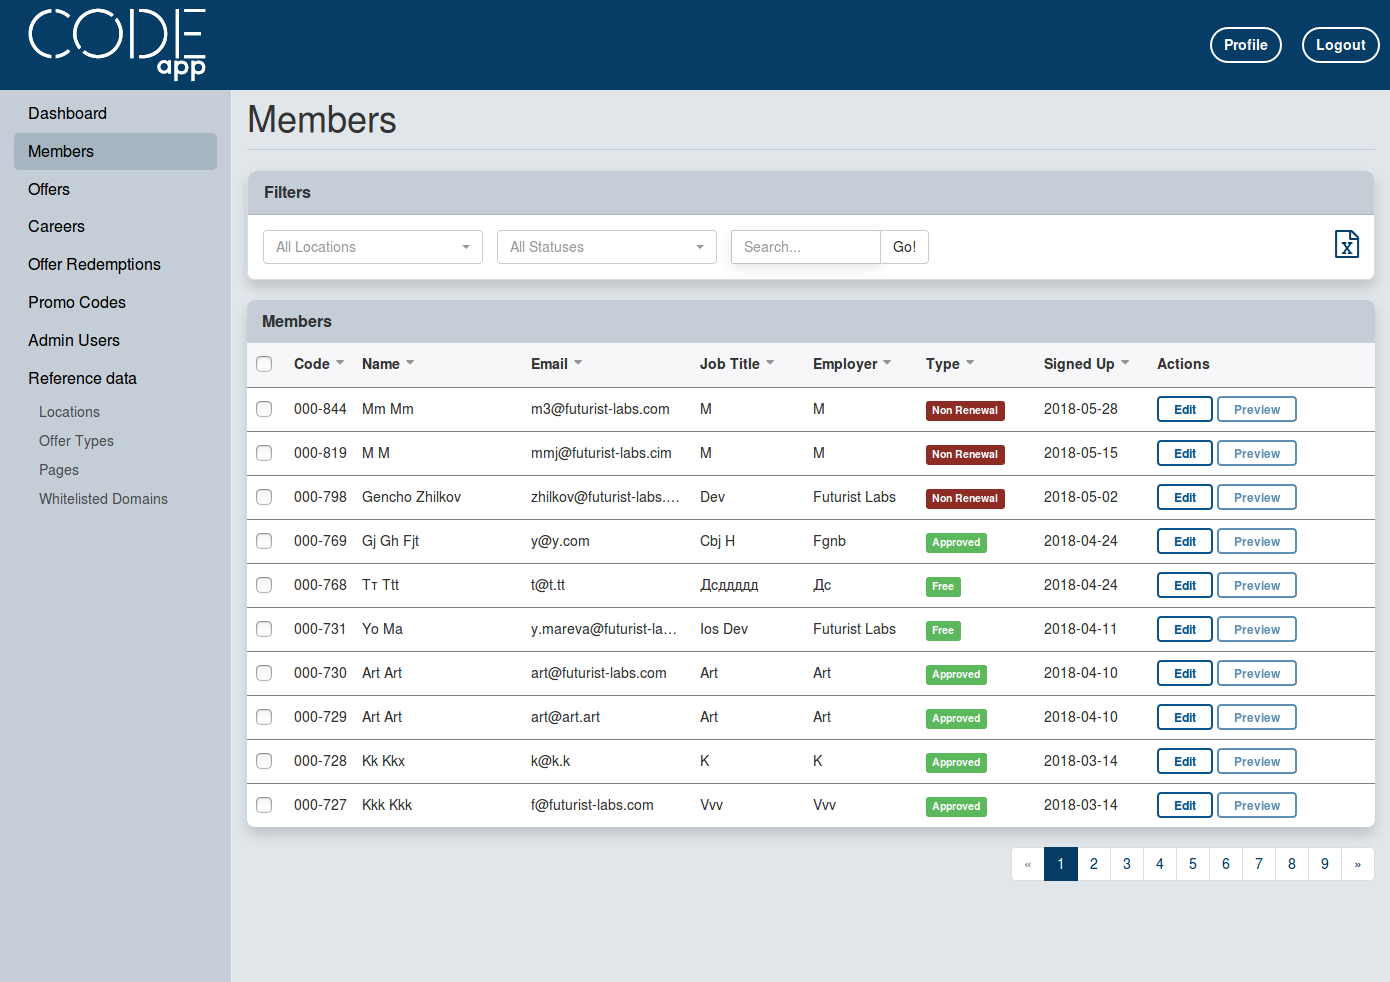 CODE
app
Profile Logout
Dashboard
Members
Offers
Careers
Offer Redemptions
Promo Codes
Admin Users
Reference data
Locations
Offer Types
Pages
Whitelisted Domains
Members
Filters
All Locations All Statuses Search... Go!
Members
Code Name Email Job Title Employer Type Signed Up Actions
000-844 Mm Mm m3@futurist-labs.com M M Non Renewal 2018-05-28 Edit Preview
000-819 M M mmj@futurist-labs.cim M M Non Renewal 2018-05-15 Edit Preview
000-798 Gencho Zhilkov zhilkov@futurist-labs.… Dev Futurist Labs Non Renewal 2018-05-02 Edit Preview
000-769 Gj Gh Fjt y@y.com Cbj H Fgnb Approved 2018-04-24 Edit Preview
000-768 Тт Ttt t@t.tt Дсддддд Дс Free 2018-04-24 Edit Preview
000-731 Yo Ma y.mareva@futurist-la… Ios Dev Futurist Labs Free 2018-04-11 Edit Preview
000-730 Art Art art@futurist-labs.com Art Art Approved 2018-04-10 Edit Preview
000-729 Art Art art@art.art Art Art Approved 2018-04-10 Edit Preview
000-728 Kk Kkx k@k.k K K Approved 2018-03-14 Edit Preview
000-727 Kkk Kkk f@futurist-labs.com Vvv Vvv Approved 2018-03-14 Edit Preview
« 1 2 3 4 5 6 7 8 9 »